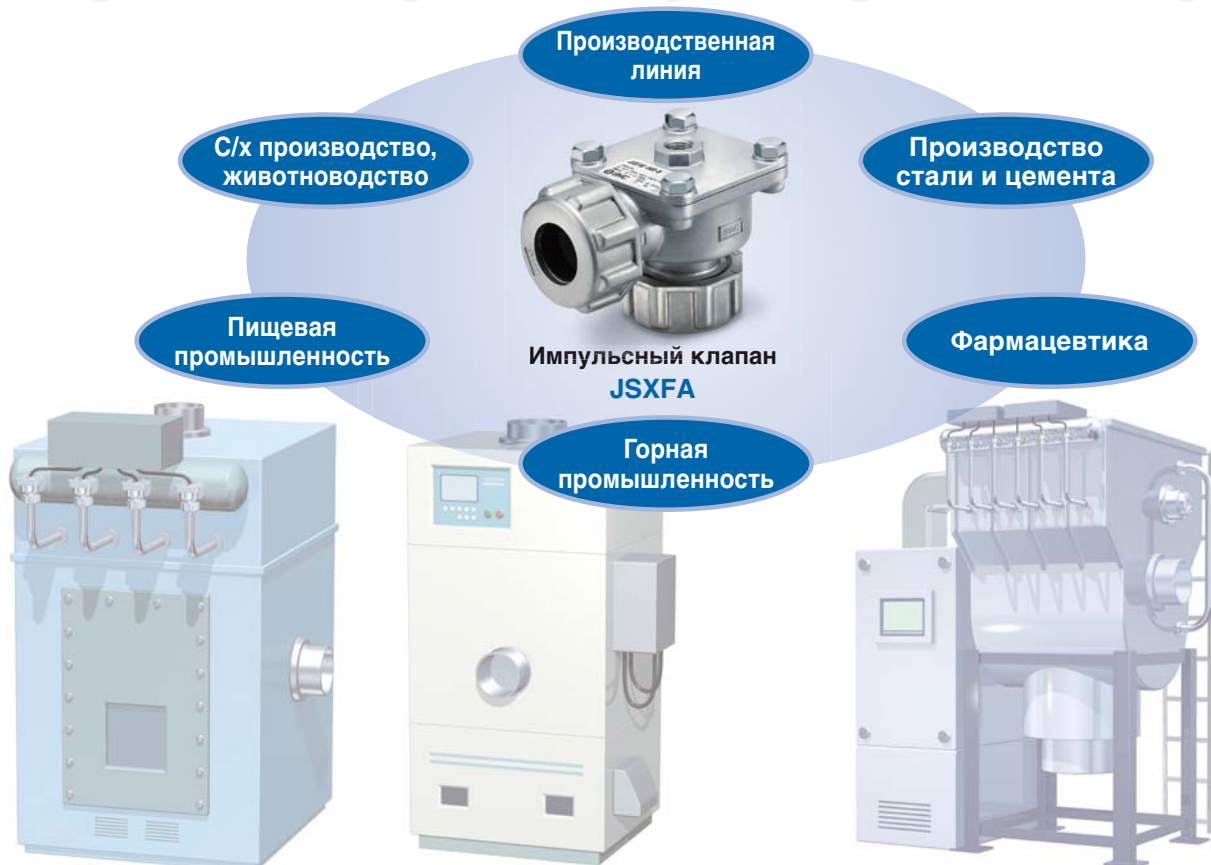 Производственная
линия
С/х производство,
животноводство
Производство
стали и цемента
Пищевая
промышленность
Фармацевтика
Импульсный клапан
JSXFA
Горная
промышленность